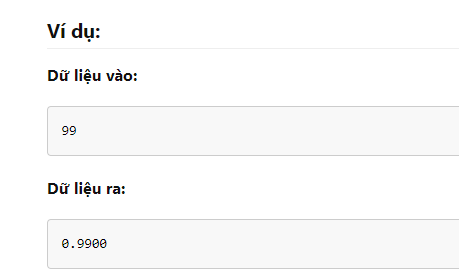 Ví dụ:
Dữ liệu vào:
99
Dữ liệu ra:
0.9900